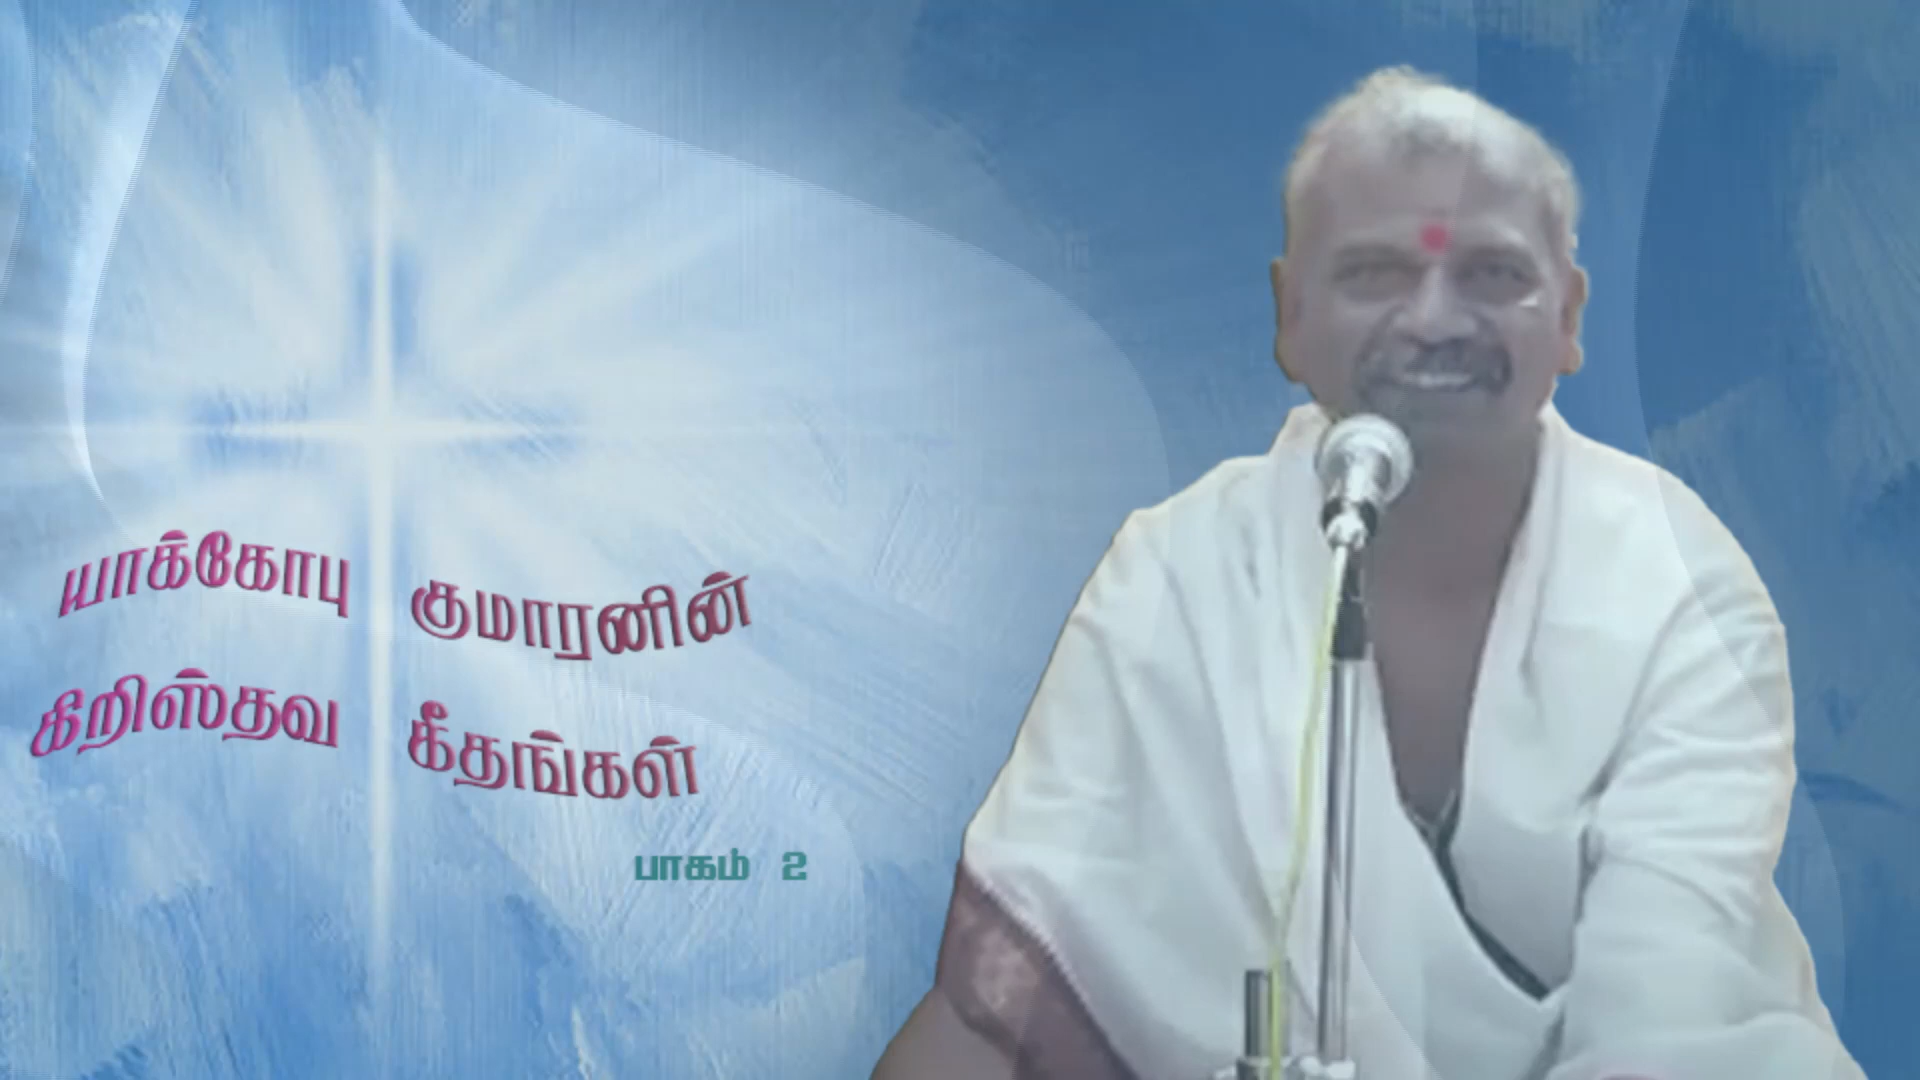 யாக்கோபு குமாரனின்
கிறிஸ்தவ கீதங்கள்
பாகம் 2